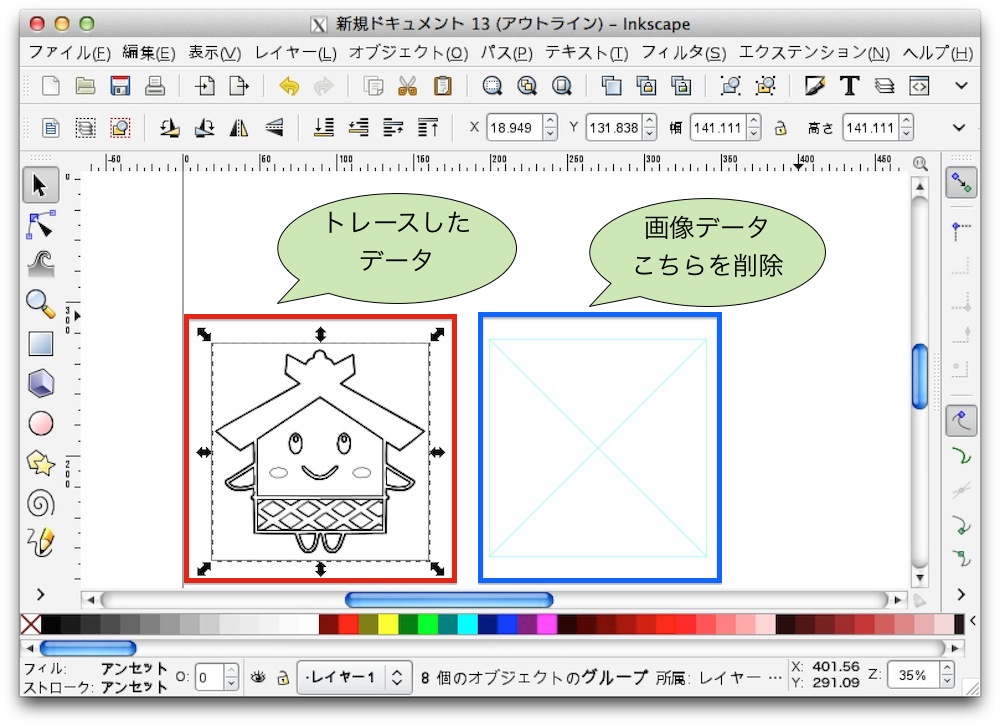 新規ドキュメント 13 (アウトライン) – Inkscape
ファイル(F) 編集(E) 表示(V) レイヤー(L) オブジェクト(O) パス(P) テキスト(T) フィルタ(S) エクステンション(N) ヘルプ(H)
X 18.949 Y 131.838 幅 141.111 高さ 141.111
-50 0 50 100 150 200 250 300 350 400 450
0
トレースした
データ
画像データ
こちらを削除
300
200
フィル: アンセット O: 0 ·レイヤー1 8 個のオブジェクトのグループ 所属: レイヤー … X: 401.56 Z: 35%
ストローク: アンセット Y: 291.09